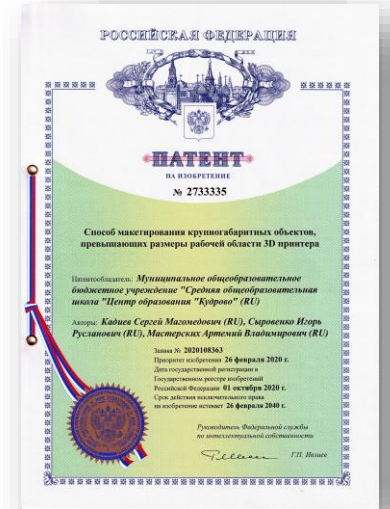 РОССИЙСКАЯ ФЕДЕРАЦИЯ
ПАТЕНТ
НА ИЗОБРЕТЕНИЕ
№ 2733335
Способ макетирования крупногабаритных объектов,
превышающих размеры рабочей области 3D принтера
Патентообладатель: Муниципальное общеобразовательное
бюджетное учреждение "Средняя общеобразовательная
школа "Центр образования "Кудрово" (RU)
Авторы: Кадиев Сергей Магомедович (RU), Сыровенко Игорь
Русланович (RU), Мастерских Артемий Владимирович (RU)
Заявка № 2020108363
Приоритет изобретения 26 февраля 2020 г.
Дата государственной регистрации в
Государственном реестре изобретений
Российской Федерации 01 октября 2020 г.
Срок действия исключительного права
на изобретение истекает 26 февраля 2040 г.
Руководитель Федеральной службы
по интеллектуальной собственности
Г.П. Ивлиев